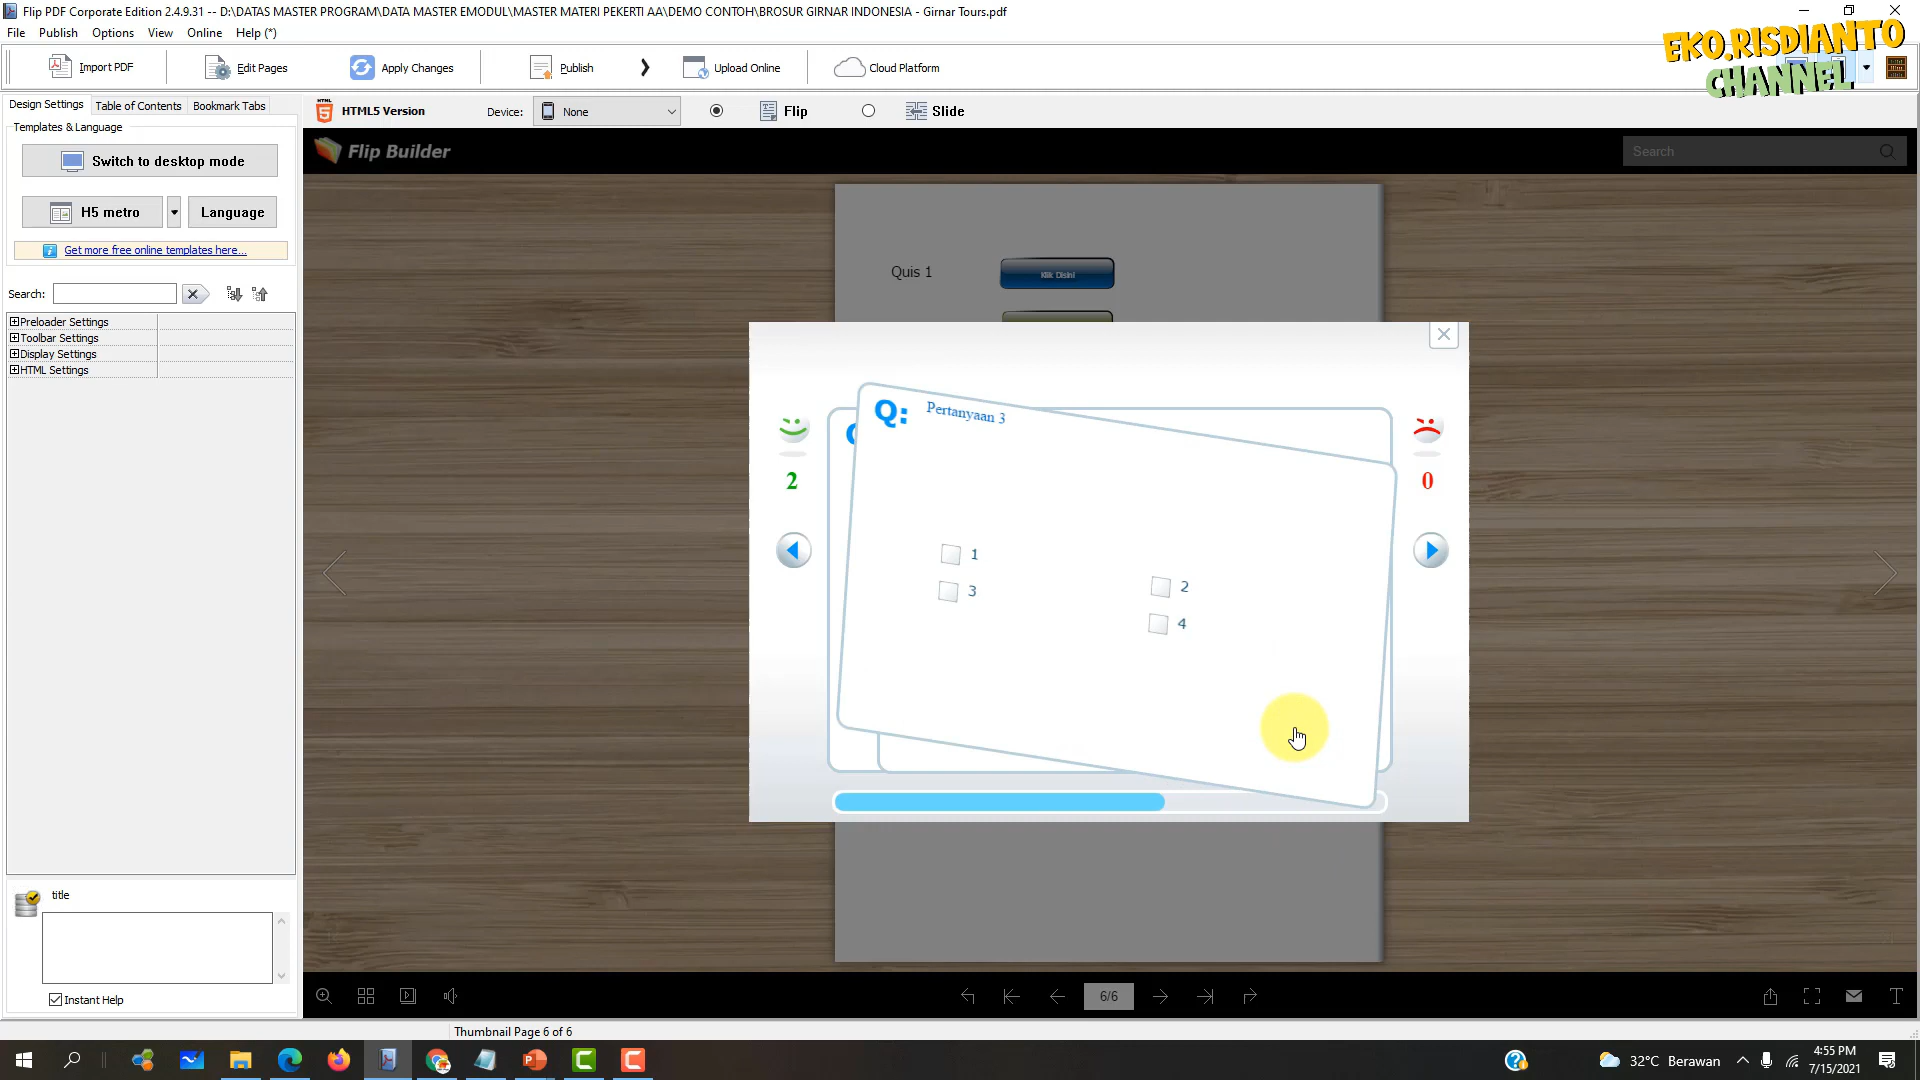 Flip PDF Corporate Edition 2.4.9.31 -- D:\DATAS MASTER PROGRAM\DATA MASTER EMODUL\MASTER MATERI PEKERTI AA\DEMO CONTOH\BROSUR GIRNAR INDONESIA - Girnar Tours.pdf
File Publish Options View Online Help (*)
EKO.RISDIANTO
CHANNEL
Import PDF Edit Pages Apply Changes Publish Upload Online Cloud Platform
Design Settings Table of Contents Bookmark Tabs
HTML HTML5 Version Device: None Flip Slide
Templates & Language
Switch to desktop mode
Flip Builder
Search
H5 metro Language
Get more free online templates here...
Search:
Preloader Settings
Toolbar Settings
Display Settings
HTML Settings
Quis 1 Klik Disini
Q: Pertanyaan 3
2
0
1
2
3
4
title
Instant Help
6/6
Thumbnail Page 6 of 6
32°C Berawan
4:55 PM
7/15/2021